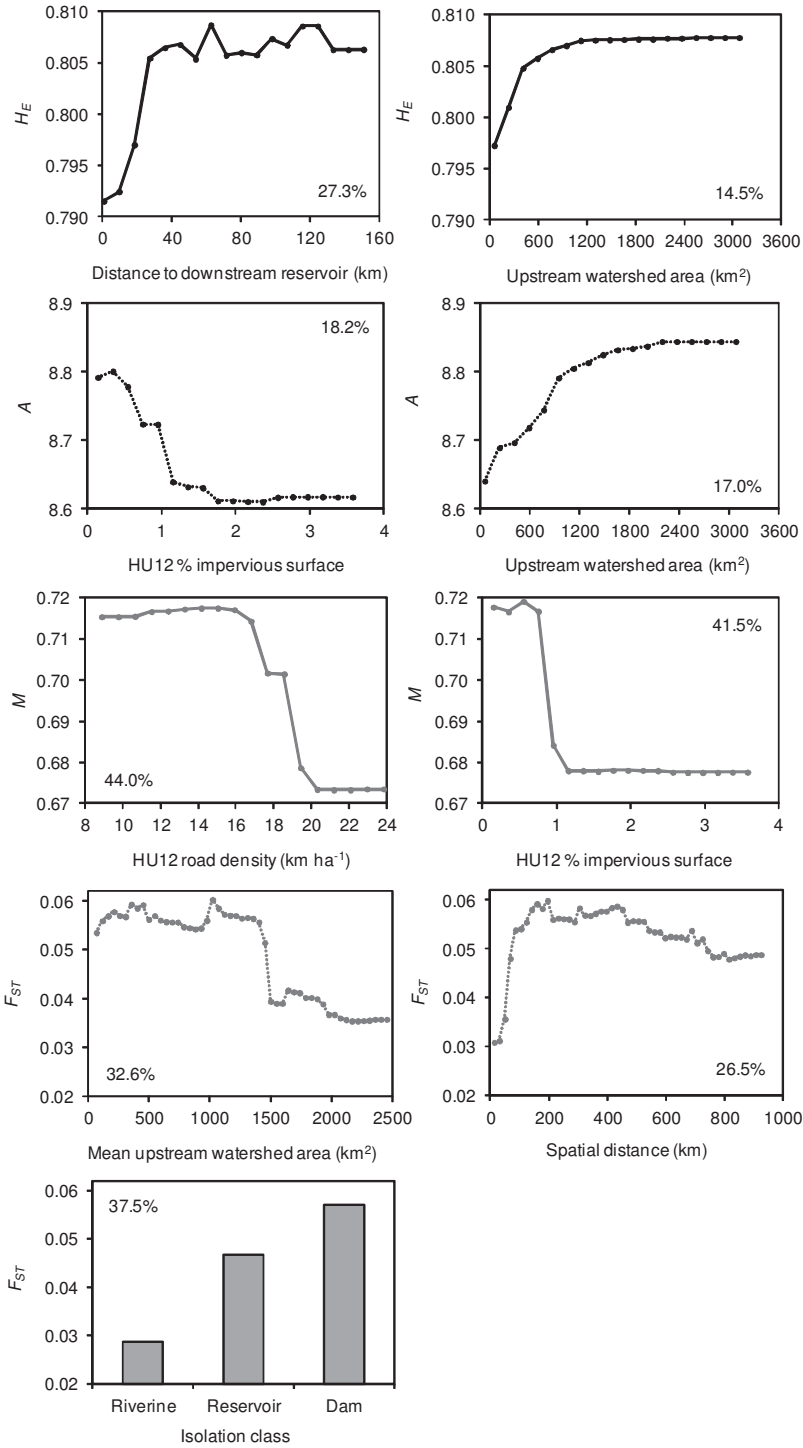 0.810 0.805 0.800 0.795 0.790
H_E
27.3%
0 40 80 120 160
Distance to downstream reservoir (km)
0.810 0.805 0.800 0.795 0.790
H_E
14.5%
0 600 1200 1800 2400 3000 3600
Upstream watershed area (km²)
8.9 8.8 8.7 8.6
A
18.2%
0 1 2 3 4
HU12 % impervious surface
8.9 8.8 8.7 8.6
A
17.0%
0 600 1200 1800 2400 3000 3600
Upstream watershed area (km²)
0.72 0.71 0.70 0.69 0.68 0.67
M
44.0%
8 10 12 14 16 18 20 22 24
HU12 road density (km ha⁻¹)
0.72 0.71 0.70 0.69 0.68 0.67
M
41.5%
0 1 2 3 4
HU12 % impervious surface
0.06 0.05 0.04 0.03 0.02
F_ST
32.6%
0 500 1000 1500 2000 2500
Mean upstream watershed area (km²)
0.06 0.05 0.04 0.03 0.02
F_ST
26.5%
0 200 400 600 800 1000
Spatial distance (km)
0.06 0.05 0.04 0.03 0.02
F_ST
37.5%
Riverine Reservoir Dam
Isolation class